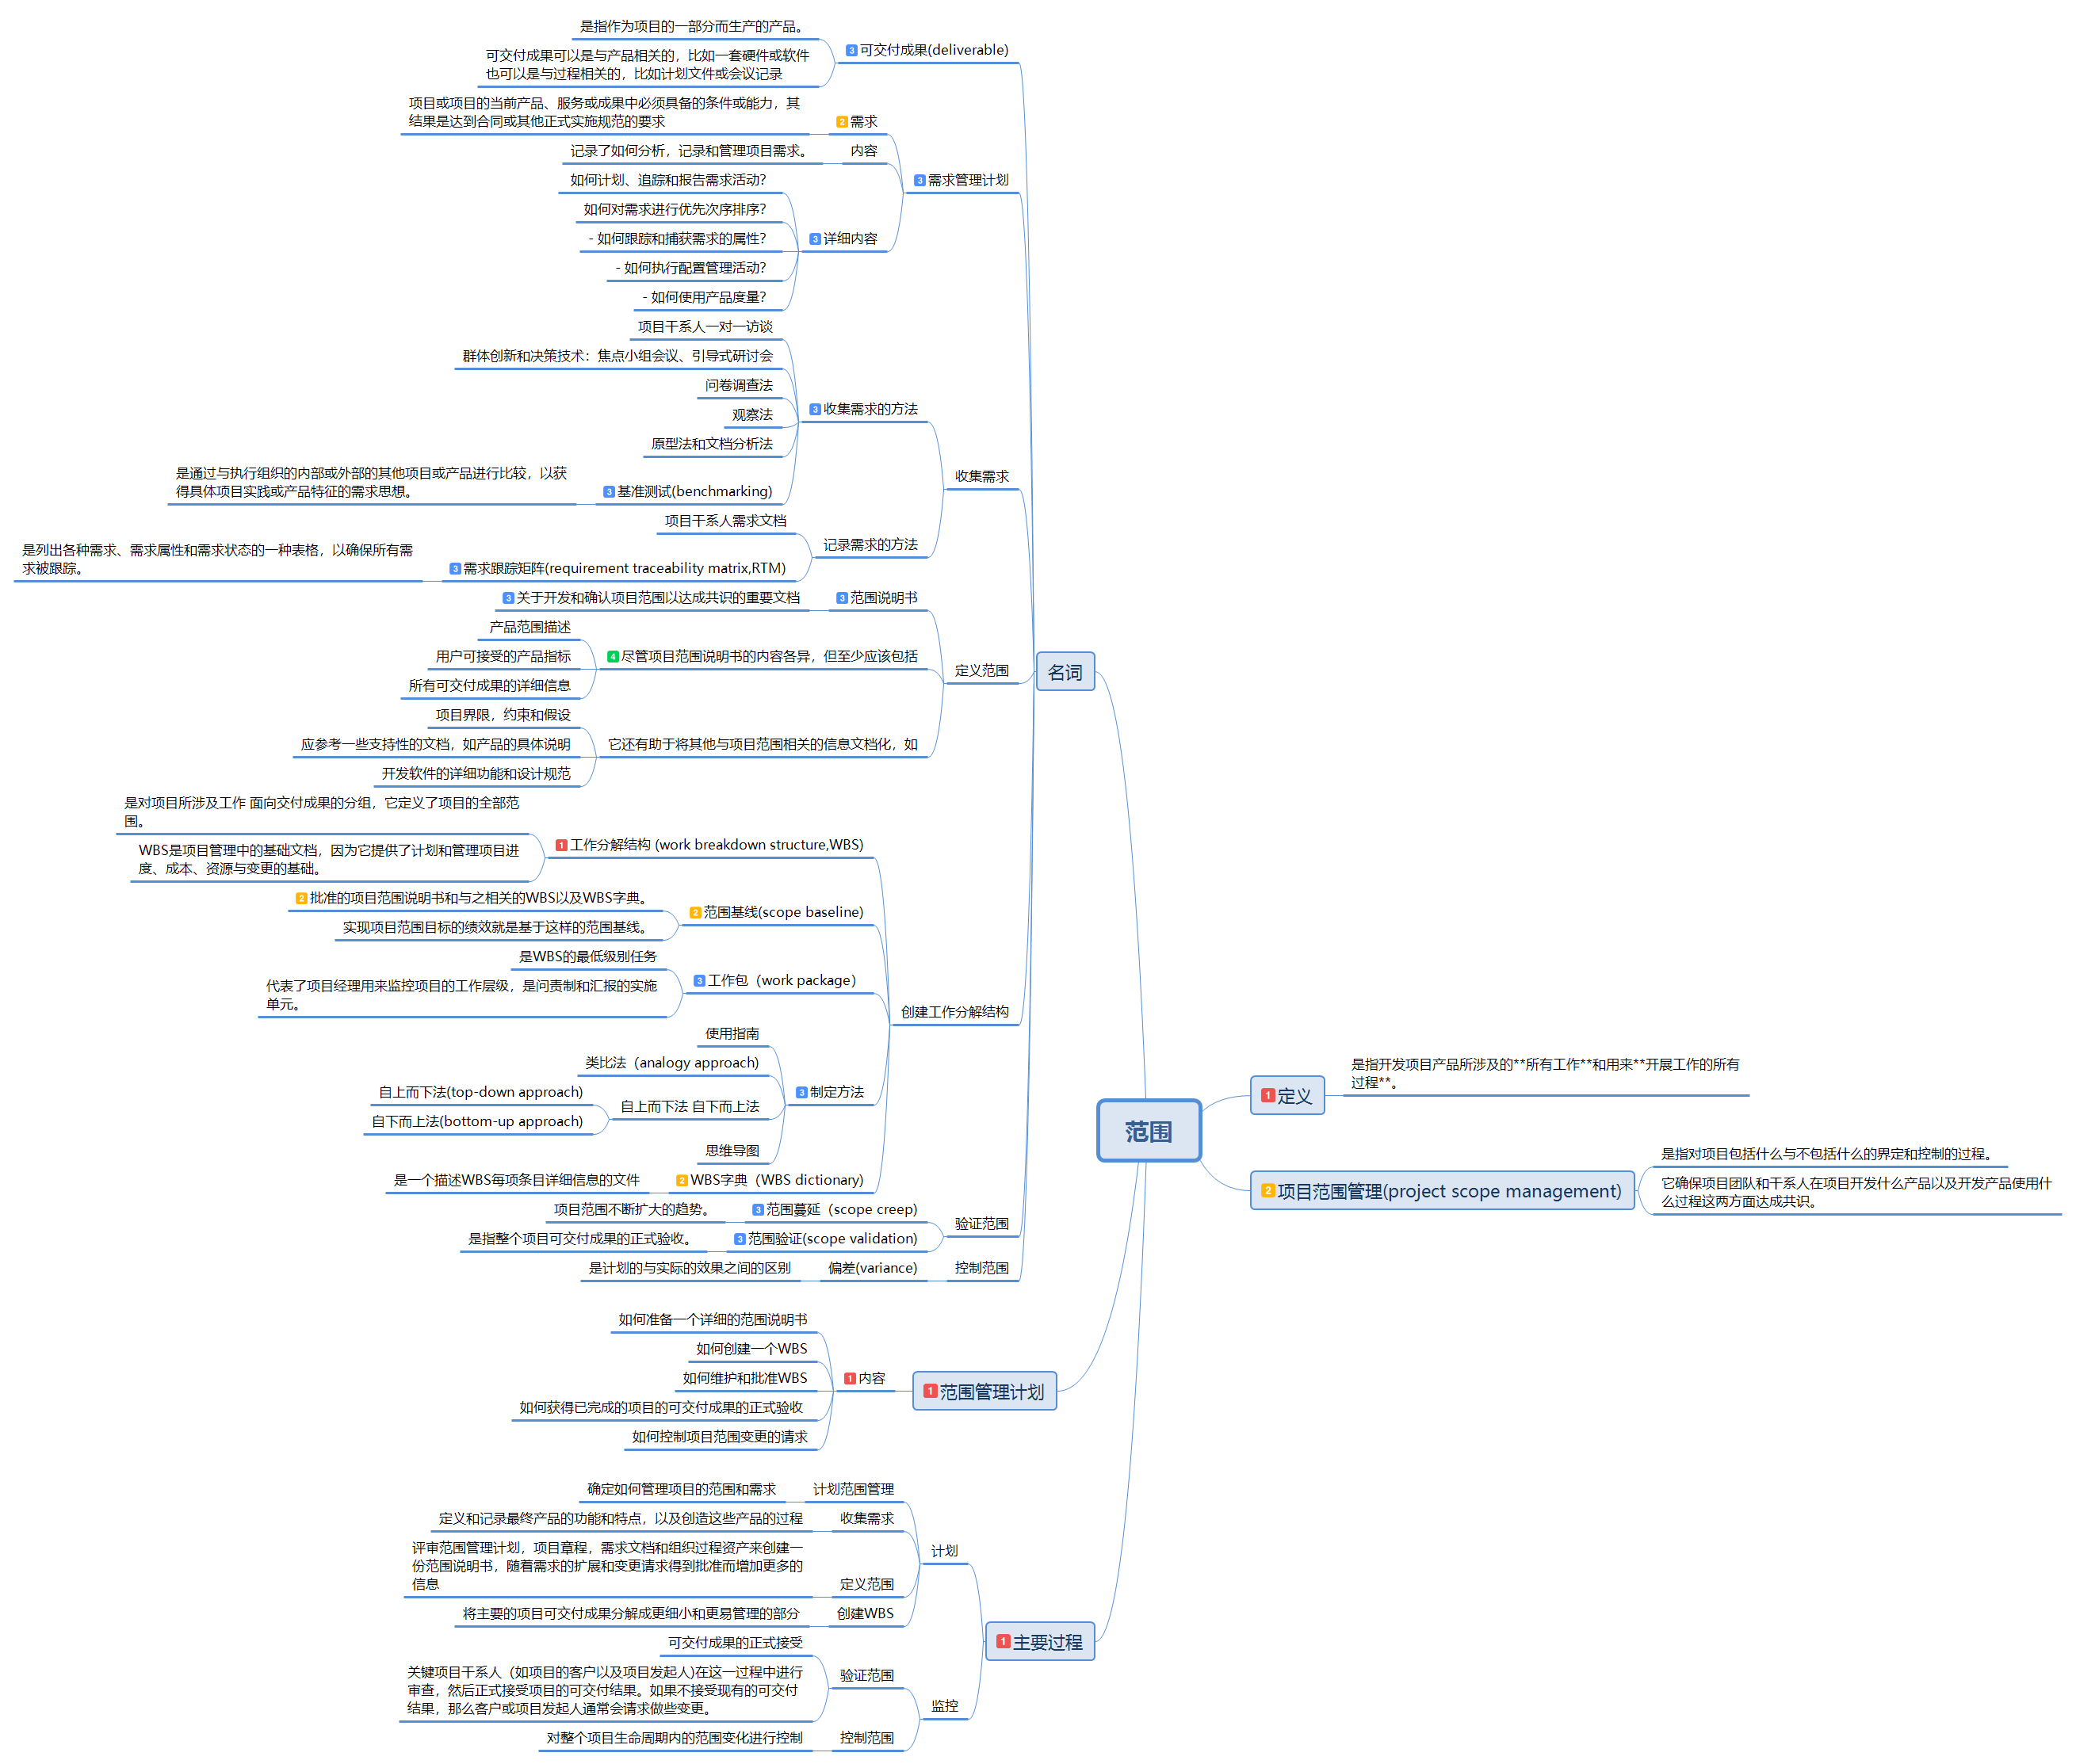 范围
1 定义
是指开发项目产品所涉及的**所有工作**和用来**开展工作的所有
过程**。
2 项目范围管理(project scope management)
是指对项目包括什么与不包括什么的界定和控制的过程。
它确保项目团队和干系人在项目开发什么产品以及开发产品使用什
么过程这两方面达成共识。
名词
3 可交付成果(deliverable)
是指作为项目的一部分而生产的产品。
可交付成果可以是与产品相关的，比如一套硬件或软件
也可以是与过程相关的，比如计划文件或会议记录
3 需求管理计划
2 需求
项目或项目的当前产品、服务或成果中必须具备的条件或能力，其
结果是达到合同或其他正式实施规范的要求
内容
记录了如何分析，记录和管理项目需求。
3 详细内容
如何计划、追踪和报告需求活动?
如何对需求进行优先次序排序?
- 如何跟踪和捕获需求的属性?
- 如何执行配置管理活动?
- 如何使用产品度量?
收集需求
3 收集需求的方法
项目干系人一对一访谈
群体创新和决策技术：焦点小组会议、引导式研讨会
问卷调查法
观察法
原型法和文档分析法
3 基准测试(benchmarking)
是通过与执行组织的内部或外部的其他项目或产品进行比较，以获
得具体项目实践或产品特征的需求思想。
记录需求的方法
项目干系人需求文档
3 需求跟踪矩阵(requirement traceability matrix,RTM)
是列出各种需求、需求属性和需求状态的一种表格，以确保所有需
求被跟踪。
定义范围
3 范围说明书
3 关于开发和确认项目范围以达成共识的重要文档
4 尽管项目范围说明书的内容各异，但至少应该包括
产品范围描述
用户可接受的产品指标
所有可交付成果的详细信息
它还有助于将其他与项目范围相关的信息文档化，如
项目界限，约束和假设
应参考一些支持性的文档，如产品的具体说明
开发软件的详细功能和设计规范
创建工作分解结构
1 工作分解结构 (work breakdown structure,WBS)
是对项目所涉及工作 面向交付成果的分组，它定义了项目的全部范
围。
WBS是项目管理中的基础文档，因为它提供了计划和管理项目进
度、成本、资源与变更的基础。
2 范围基线(scope baseline)
2 批准的项目范围说明书和与之相关的WBS以及WBS字典。
实现项目范围目标的绩效就是基于这样的范围基线。
3 工作包（work package）
是WBS的最低级别任务
代表了项目经理用来监控项目的工作层级，是问责制和汇报的实施
单元。
3 制定方法
使用指南
类比法（analogy approach)
自上而下法 自下而上法
自上而下法(top-down approach)
自下而上法(bottom-up approach)
思维导图
2 WBS字典（WBS dictionary)
是一个描述WBS每项条目详细信息的文件
验证范围
3 范围蔓延（scope creep)
项目范围不断扩大的趋势。
3 范围验证(scope validation)
是指整个项目可交付成果的正式验收。
控制范围
偏差(variance)
是计划的与实际的效果之间的区别
1 范围管理计划
1 内容
如何准备一个详细的范围说明书
如何创建一个WBS
如何维护和批准WBS
如何获得已完成的项目的可交付成果的正式验收
如何控制项目范围变更的请求
1 主要过程
计划
计划范围管理
确定如何管理项目的范围和需求
收集需求
定义和记录最终产品的功能和特点，以及创造这些产品的过程
定义范围
评审范围管理计划，项目章程，需求文档和组织过程资产来创建一
份范围说明书，随着需求的扩展和变更请求得到批准而增加更多的
信息
创建WBS
将主要的项目可交付成果分解成更细小和更易管理的部分
监控
验证范围
可交付成果的正式接受
关键项目干系人（如项目的客户以及项目发起人)在这一过程中进行
审查，然后正式接受项目的可交付结果。如果不接受现有的可交付
结果，那么客户或项目发起人通常会请求做些变更。
控制范围
对整个项目生命周期内的范围变化进行控制